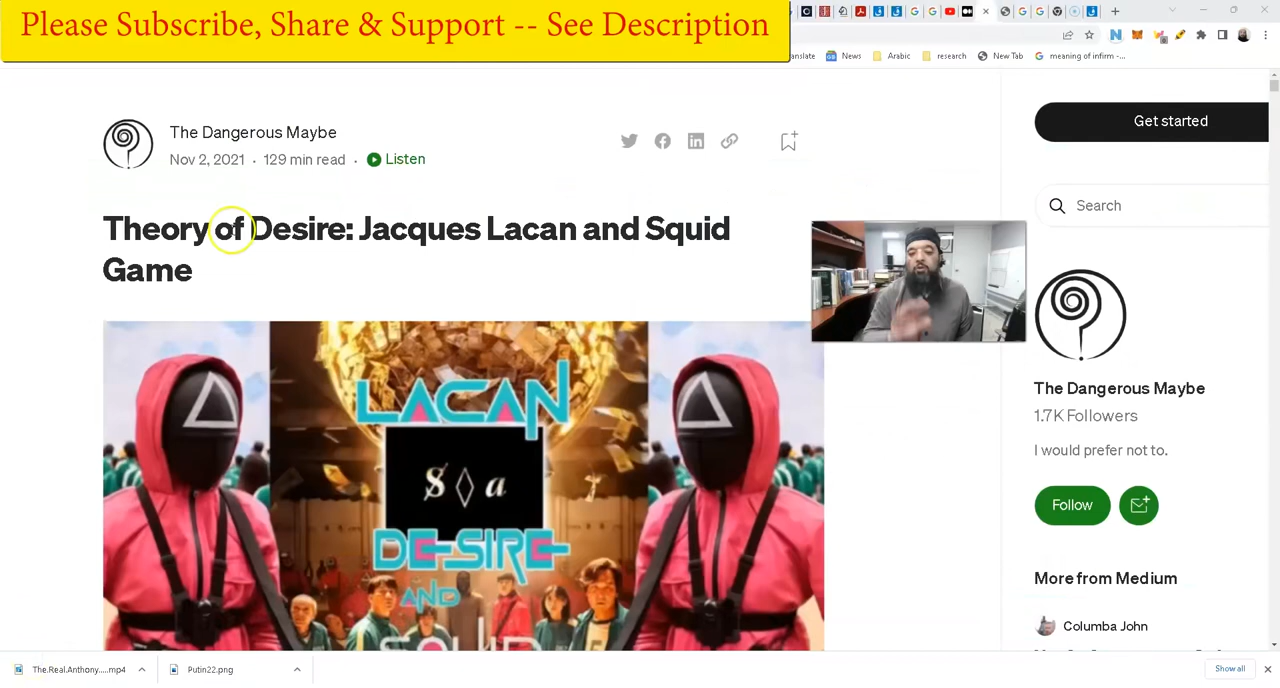 Please Subscribe, Share & Support -- See Description
anslate
News
Arabic
research
New Tab
meaning of infirm -...
The Dangerous Maybe
Nov 2, 2021 · 129 min read · Listen
Get started
Search
Theory of Desire: Jacques Lacan and Squid
Game
LACAN
$ ◊ a
DESIRE
AND
SQUID
The Dangerous Maybe
1.7K Followers
I would prefer not to.
Follow
More from Medium
Columba John
The.Real.Anthony.....mp4
Putin22.png
Show all